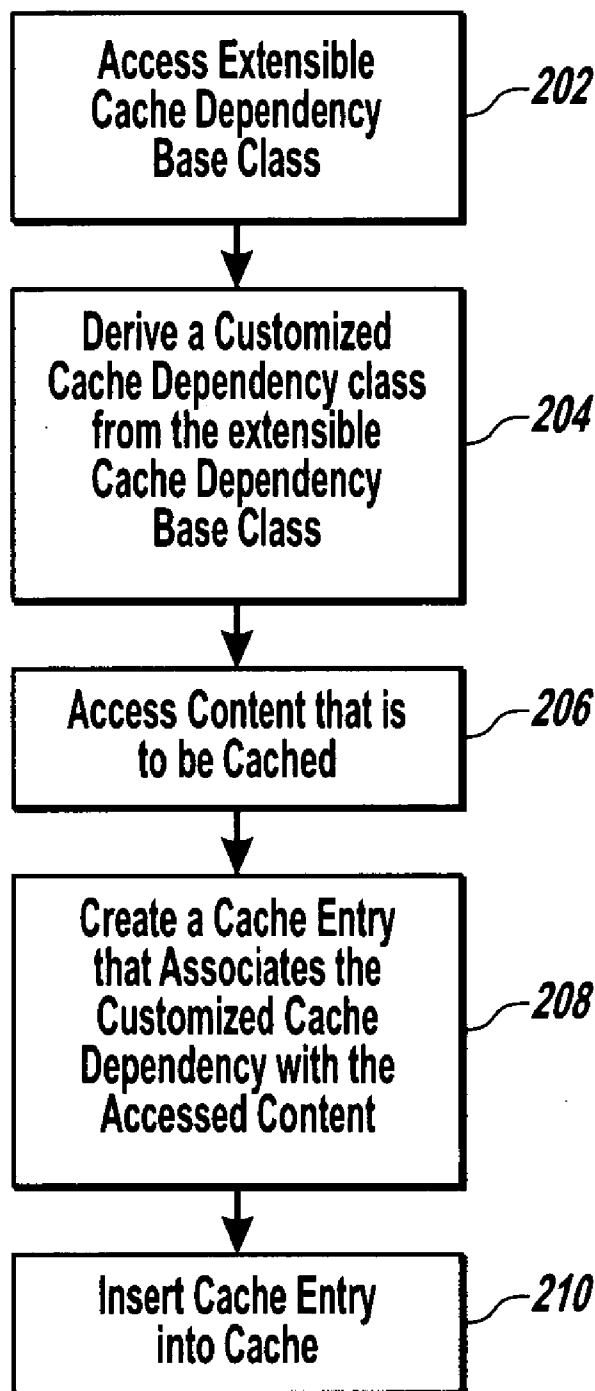 Access Extensible
Cache Dependency
Base Class
202
Derive a Customized
Cache Dependency class
from the extensible
Cache Dependency
Base Class
204
Access Content that is
to be Cached
206
Create a Cache Entry
that Associates the
Customized Cache
Dependency with the
Accessed Content
208
Insert Cache Entry
into Cache
210